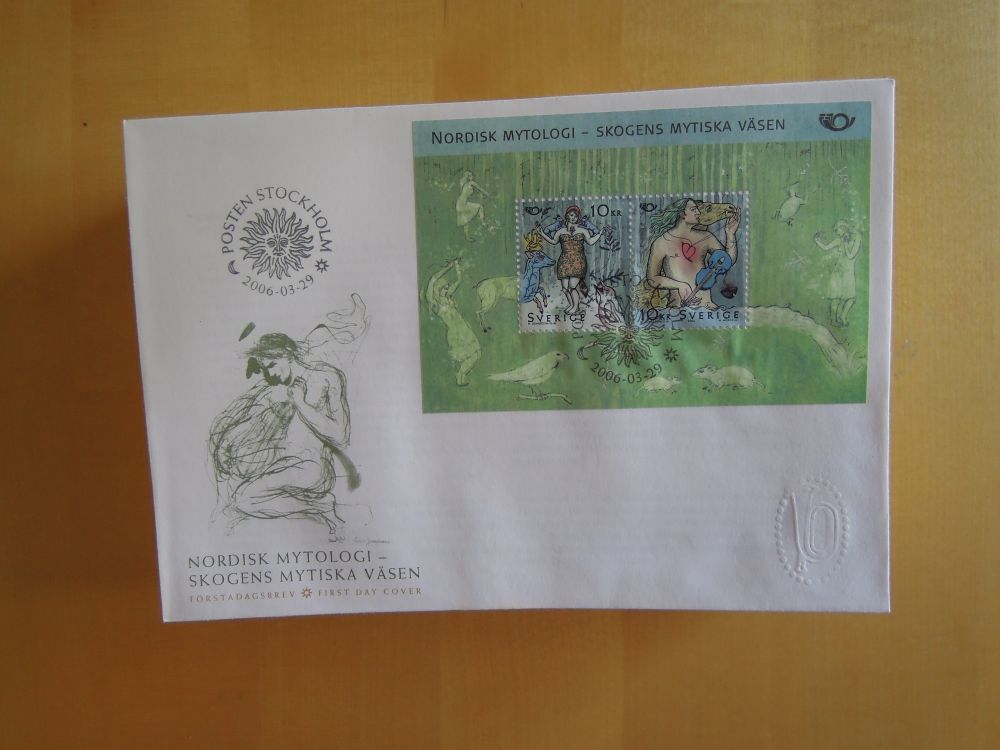 NORDISK MYTOLOGI – SKOGENS MYTISKA VÄSEN
POSTEN STOCKHOLM
2006-03-29
10 KR
SVERIGE
10 KR SVERIGE
2006-03-29
NORDISK MYTOLOGI –
SKOGENS MYTISKA VÄSEN
FÖRSTADAGSBREV FIRST DAY COVER